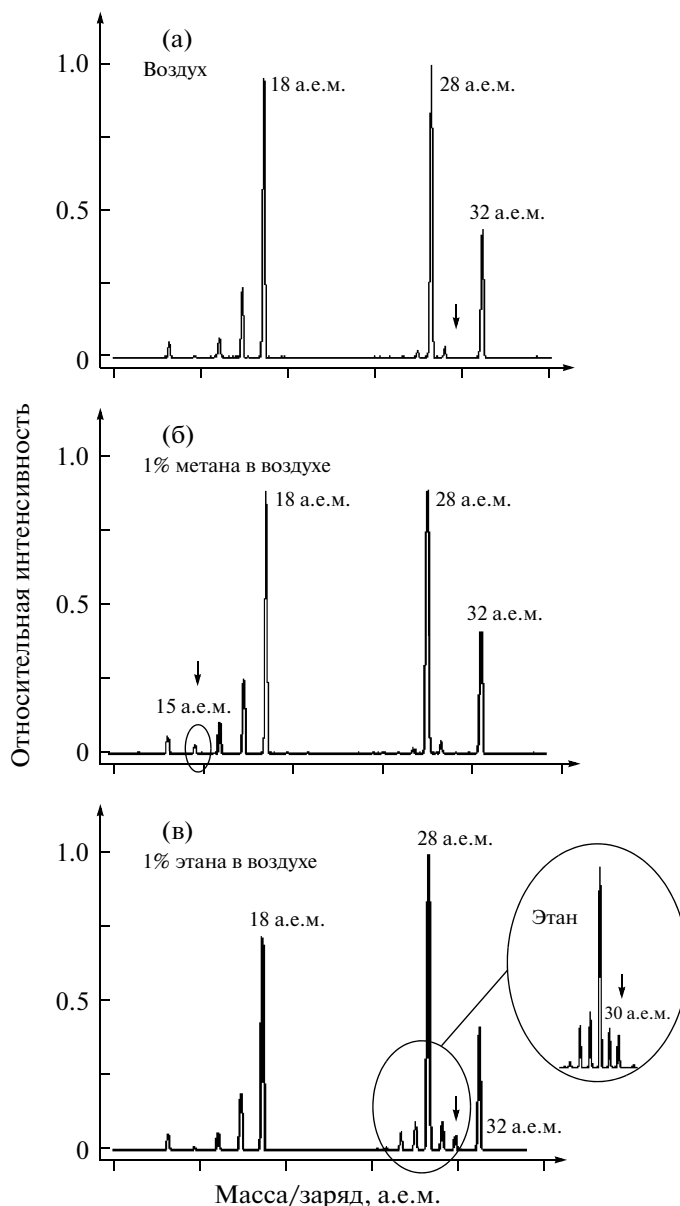 (а)
Воздух
1.0
18 а.е.м.
28 а.е.м.
0.5
32 а.е.м.
0
Относительная интенсивность
(б)
1% метана в воздухе
1.0
18 а.е.м.
28 а.е.м.
0.5
32 а.е.м.
15 а.е.м.
0
(в)
1% этана в воздухе
28 а.е.м.
1.0
18 а.е.м.
Этан
0.5
30 а.е.м.
32 а.е.м.
0
Масса/заряд, а.е.м.